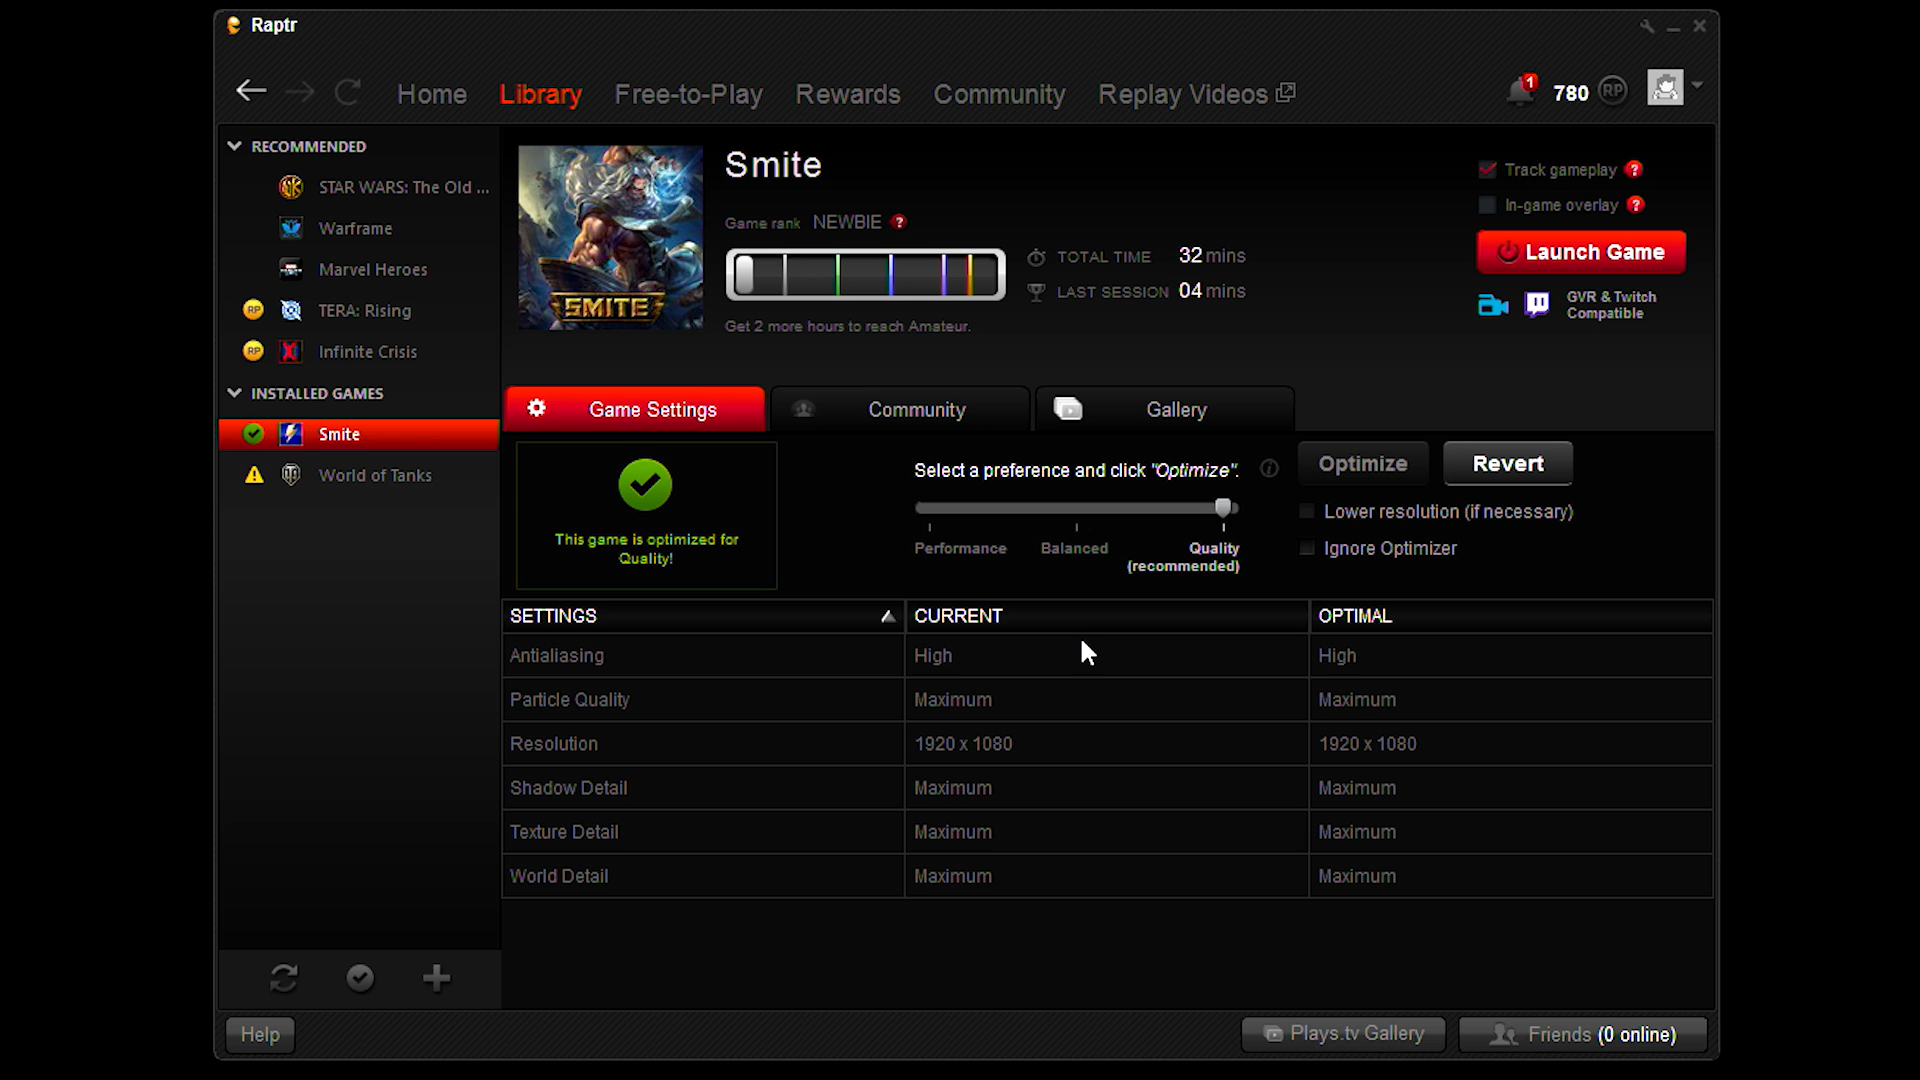 Raptr
Home Library Free-to-Play Rewards Community Replay Videos
1
780 RP
RECOMMENDED
STAR WARS: The Old ...
Warframe
Marvel Heroes
RP TERA: Rising
RP Infinite Crisis
INSTALLED GAMES
Smite
World of Tanks
SMITE
Smite
Game rank NEWBIE ?
Get 2 more hours to reach Amateur.
TOTAL TIME 32 mins
LAST SESSION 04 mins
Track gameplay ?
In-game overlay ?
Launch Game
GVR & Twitch
Compatible
Game Settings Community Gallery
This game is optimized for
Quality!
Select a preference and click "Optimize".
Performance Balanced Quality
(recommended)
Optimize Revert
Lower resolution (if necessary)
Ignore Optimizer
SETTINGS CURRENT OPTIMAL
Antialiasing High High
Particle Quality Maximum Maximum
Resolution 1920 x 1080 1920 x 1080
Shadow Detail Maximum Maximum
Texture Detail Maximum Maximum
World Detail Maximum Maximum
Help Plays.tv Gallery Friends (0 online)